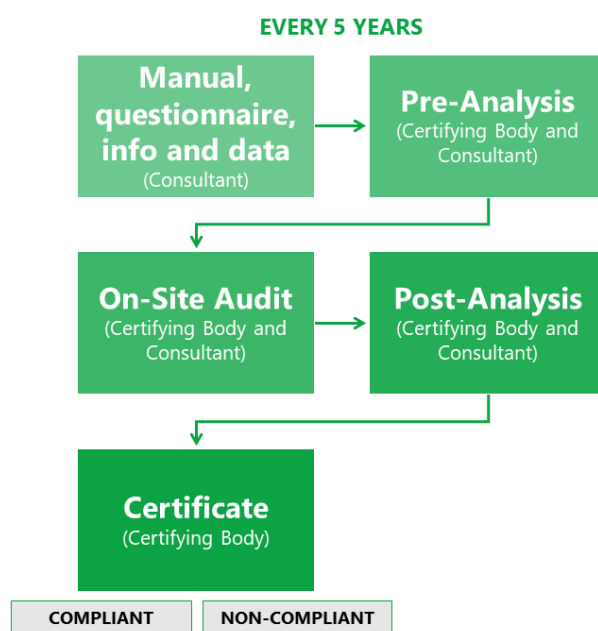 EVERY 5 YEARS
Manual,
questionnaire,
info and data
(Consultant)
Pre-Analysis
(Certifying Body and
Consultant)
On-Site Audit
(Certifying Body and
Consultant)
Post-Analysis
(Certifying Body and
Consultant)
Certificate
(Certifying Body)
COMPLIANT
NON-COMPLIANT